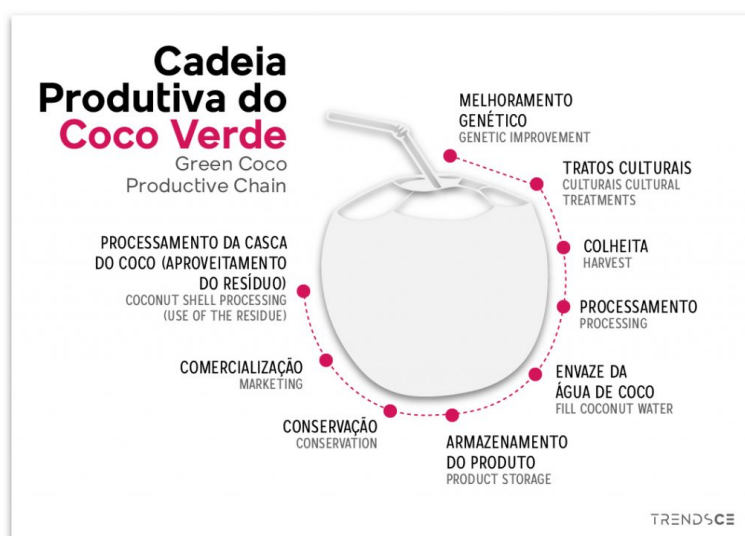 Cadeia
Produtiva do
Coco Verde
Green Coco
Productive Chain
MELHORAMENTO
GENÉTICO
GENETIC IMPROVEMENT
TRATOS CULTURAIS
CULTURAIS CULTURAL
TREATMENTS
COLHEITA
HARVEST
PROCESSAMENTO
PROCESSING
ENVAZE DA
ÁGUA DE COCO
FILL COCONUT WATER
ARMAZENAMENTO
DO PRODUTO
PRODUCT STORAGE
CONSERVAÇÃO
CONSERVATION
COMERCIALIZAÇÃO
MARKETING
PROCESSAMENTO DA CASCA
DO COCO (APROVEITAMENTO
DO RESÍDUO)
COCONUT SHELL PROCESSING
(USE OF THE RESIDUE)
TRENDSCE